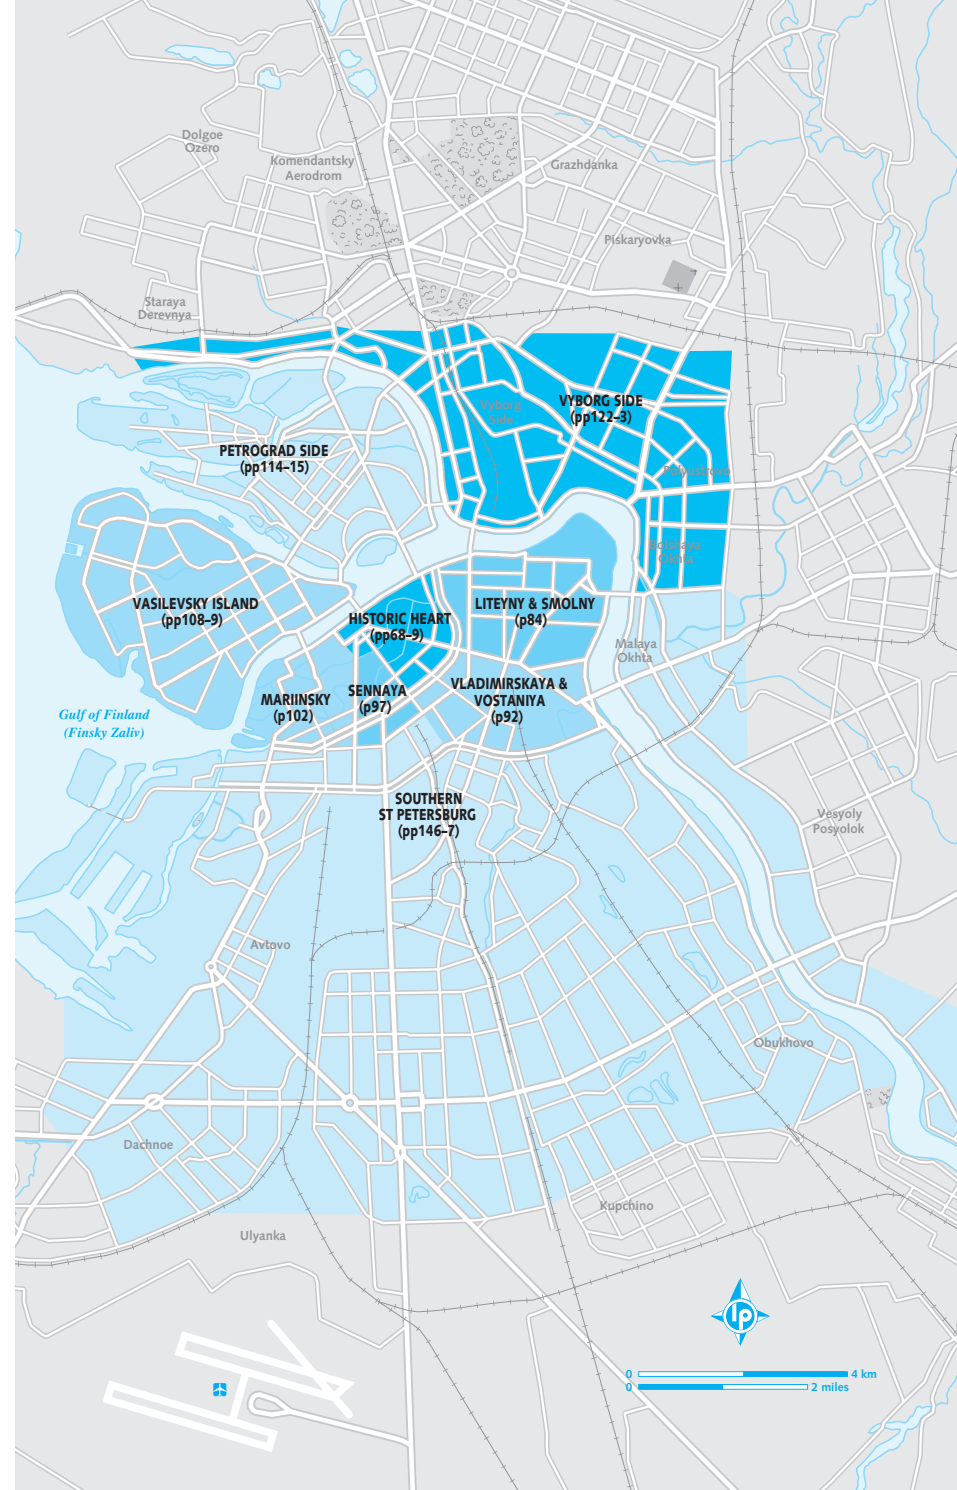 Dolgoe
Ozero
Komendantsky
Aerodrom
Grazhdanka
Piskaryovka
Staraya
Derevnya
VYBORG SIDE
(pp122–3)
Vyborg
Side
PETROGRAD SIDE
(pp114–15)
Polyustrovo
Bolshaya
Okhta
VASILEVSKY ISLAND
(pp108–9)
HISTORIC HEART
(pp68–9)
LITEYNY & SMOLNY
(p84)
Malaya
Okhta
MARIINSKY
(p102)
SENNAYA
(p97)
VLADIMIRSKAYA &
VOSTANIYA
(p92)
Gulf of Finland
(Finsky Zaliv)
SOUTHERN
ST PETERSBURG
(pp146–7)
Vesyoly
Posyolok
Avtovo
Obukhovo
Dachnoe
Kupchino
Ulyanka
lp
0 4 km
0 2 miles